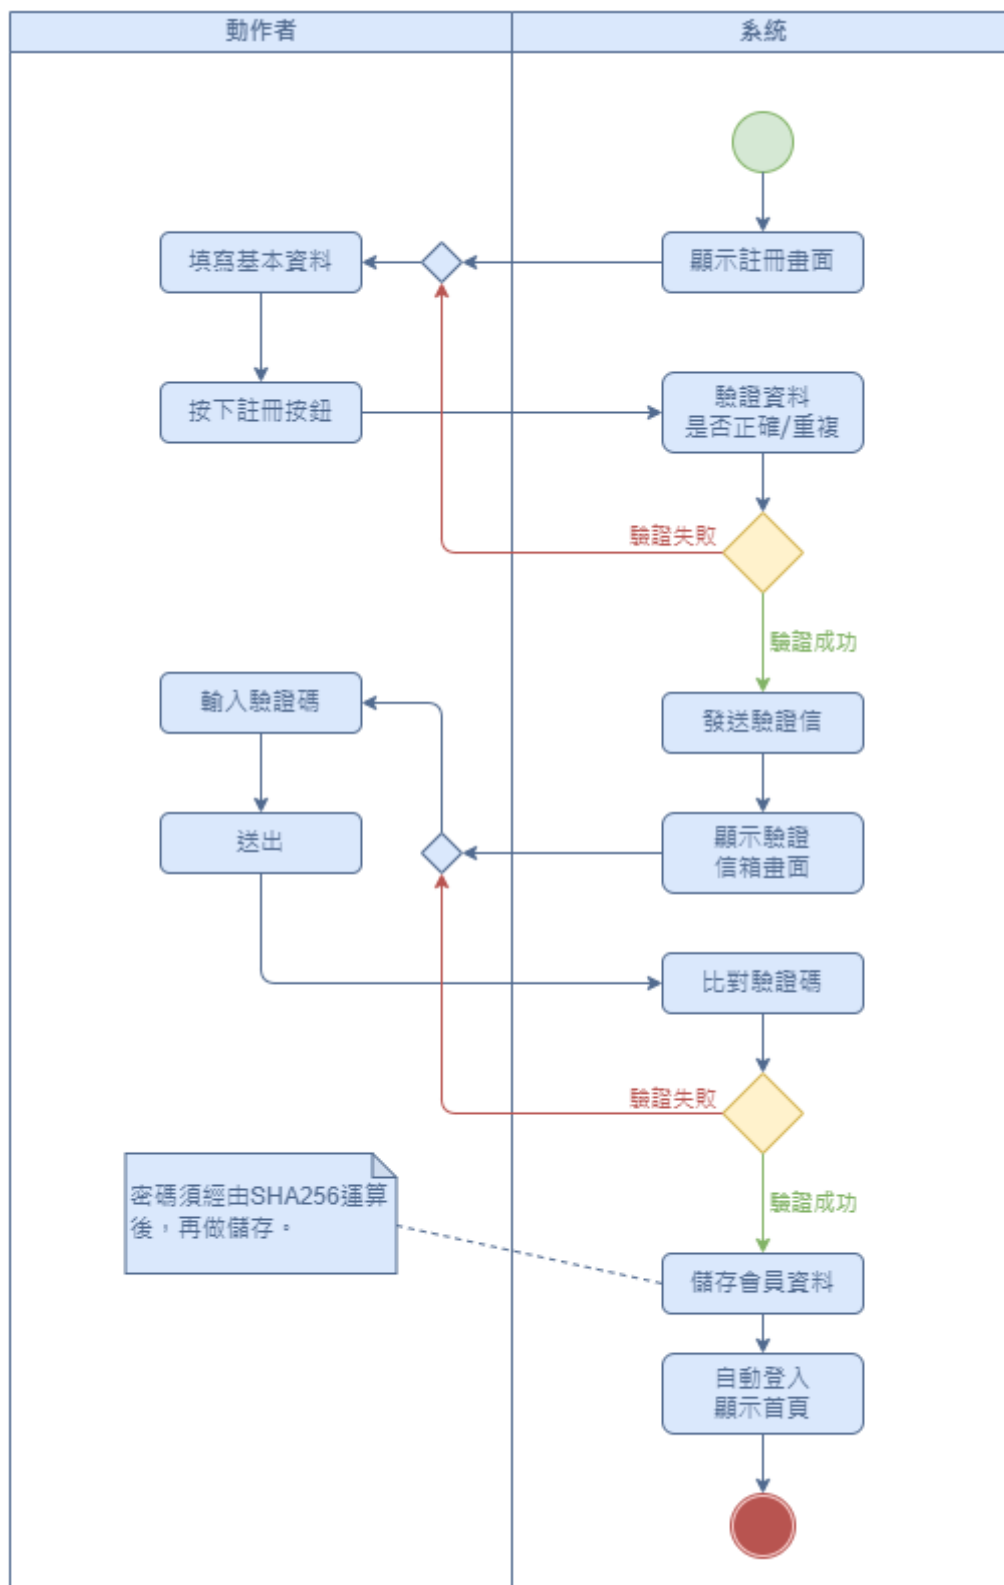 動作者
系統
填寫基本資料
顯示註冊畫面
按下註冊按鈕
驗證資料
是否正確/重複
驗證失敗
驗證成功
輸入驗證碼
發送驗證信
送出
顯示驗證
信箱畫面
比對驗證碼
驗證失敗
密碼須經由SHA256運算
後，再做儲存。
驗證成功
儲存會員資料
自動登入
顯示首頁